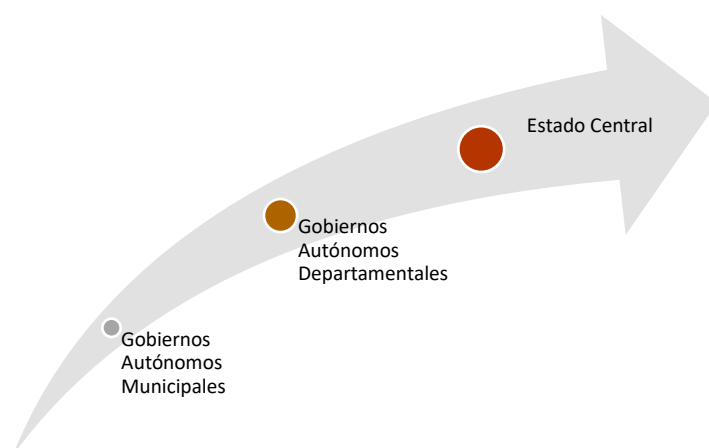 Estado Central
Gobiernos
Autónomos
Departamentales
Gobiernos
Autónomos
Municipales